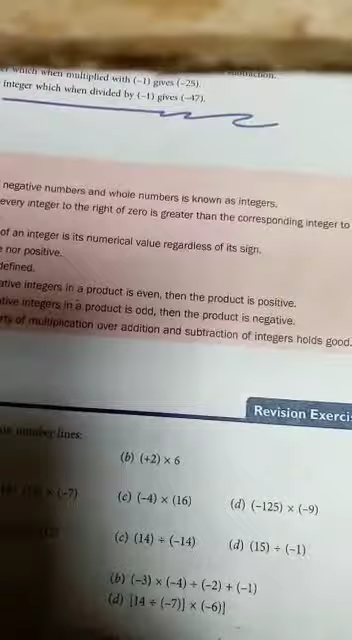 which when multiplied with (–1) gives (–25).
integer which when divided by (–1) gives (–47).
negative numbers and whole numbers is known as integers.
every integer to the right of zero is greater than the corresponding integer to
of an integer is its numerical value regardless of its sign.
nor positive.
defined.
ative integers in a product is even, then the product is positive.
ative integers in a product is odd, then the product is negative.
rty of multiplication over addition and subtraction of integers holds good.
Revision Exercis
number lines:
(b) (+2) × 6
× (–7) (c) (–4) × (16) (d) (–125) × (–9)
(c) (14) ÷ (–14) (d) (15) ÷ (–1)
(b) (–3) × (–4) ÷ (–2) + (–1)
(d) [14 ÷ (–7)] × (–6)]